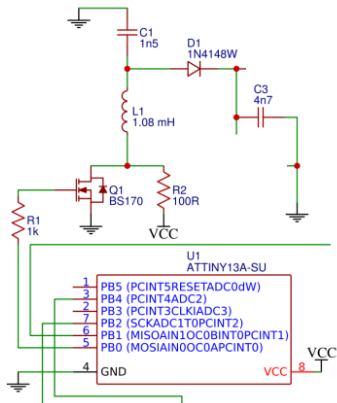 C1
1n5
D1
1N4148W
C3
4n7
L1
1.08 mH
Q1
BS170
R2
100R
R1
1k
VCC
U1
ATTINY13A-SU
1 PB5 (PCINT5RESETADC0dW)
3 PB4 (PCINT4ADC2)
2 PB3 (PCINT3CLKIADC3)
7 PB2 (SCKADC1T0PCINT2)
6 PB1 (MISOAIN1OC0BINT0PCINT1)
5 PB0 (MOSIAIN0OC0APCINT0)
VCC
4 GND
VCC 8